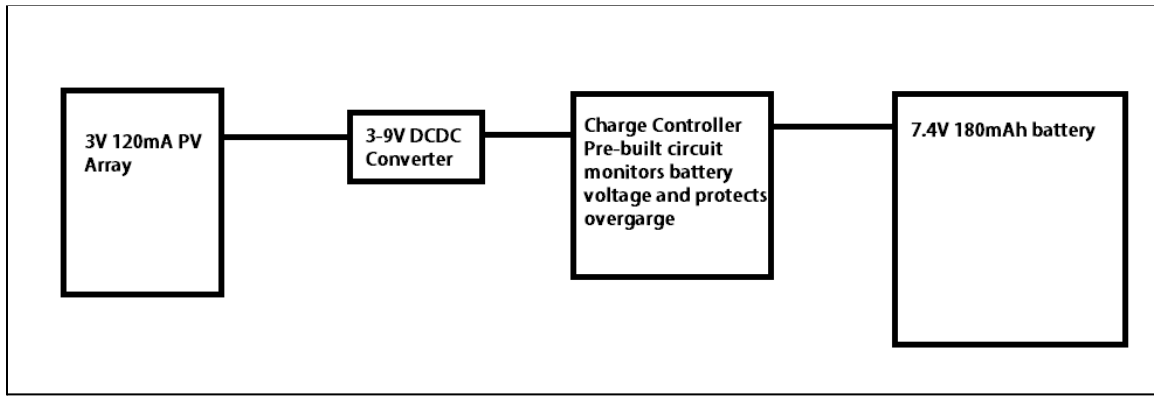 3V 120mA PV
Array
3-9V DCDC
Converter
Charge Controller
Pre-built circuit
monitors battery
voltage and protects
overgarge
7.4V 180mAh battery